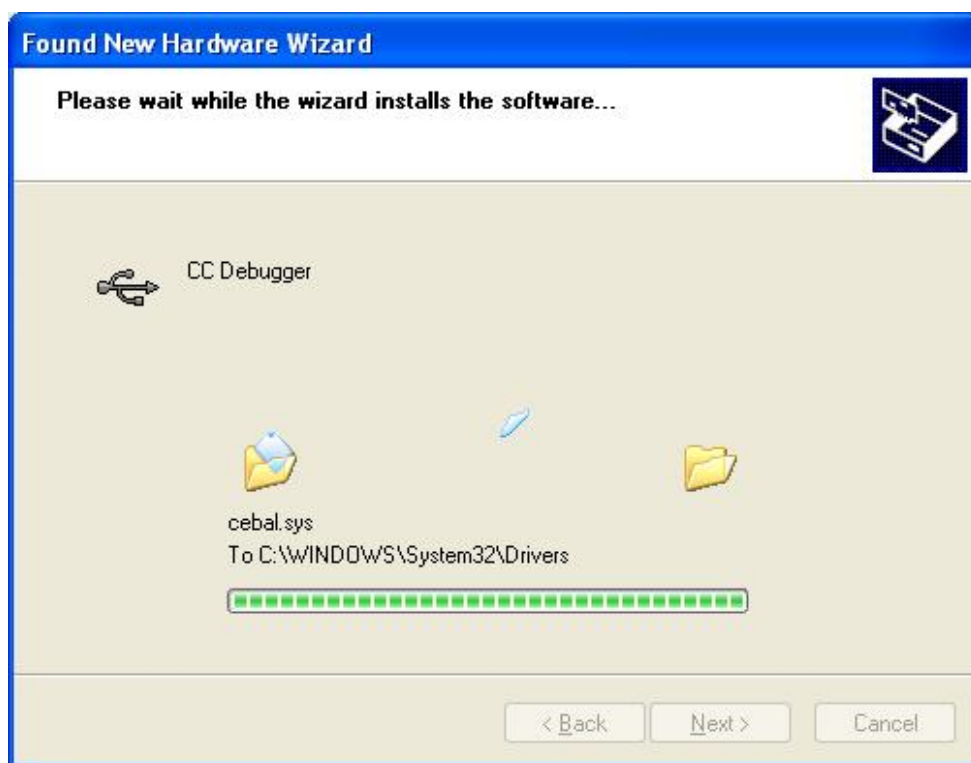 Found New Hardware Wizard
Please wait while the wizard installs the software...
CC Debugger
cebal.sys
To C:\WINDOWS\System32\Drivers
< Back
Next >
Cancel